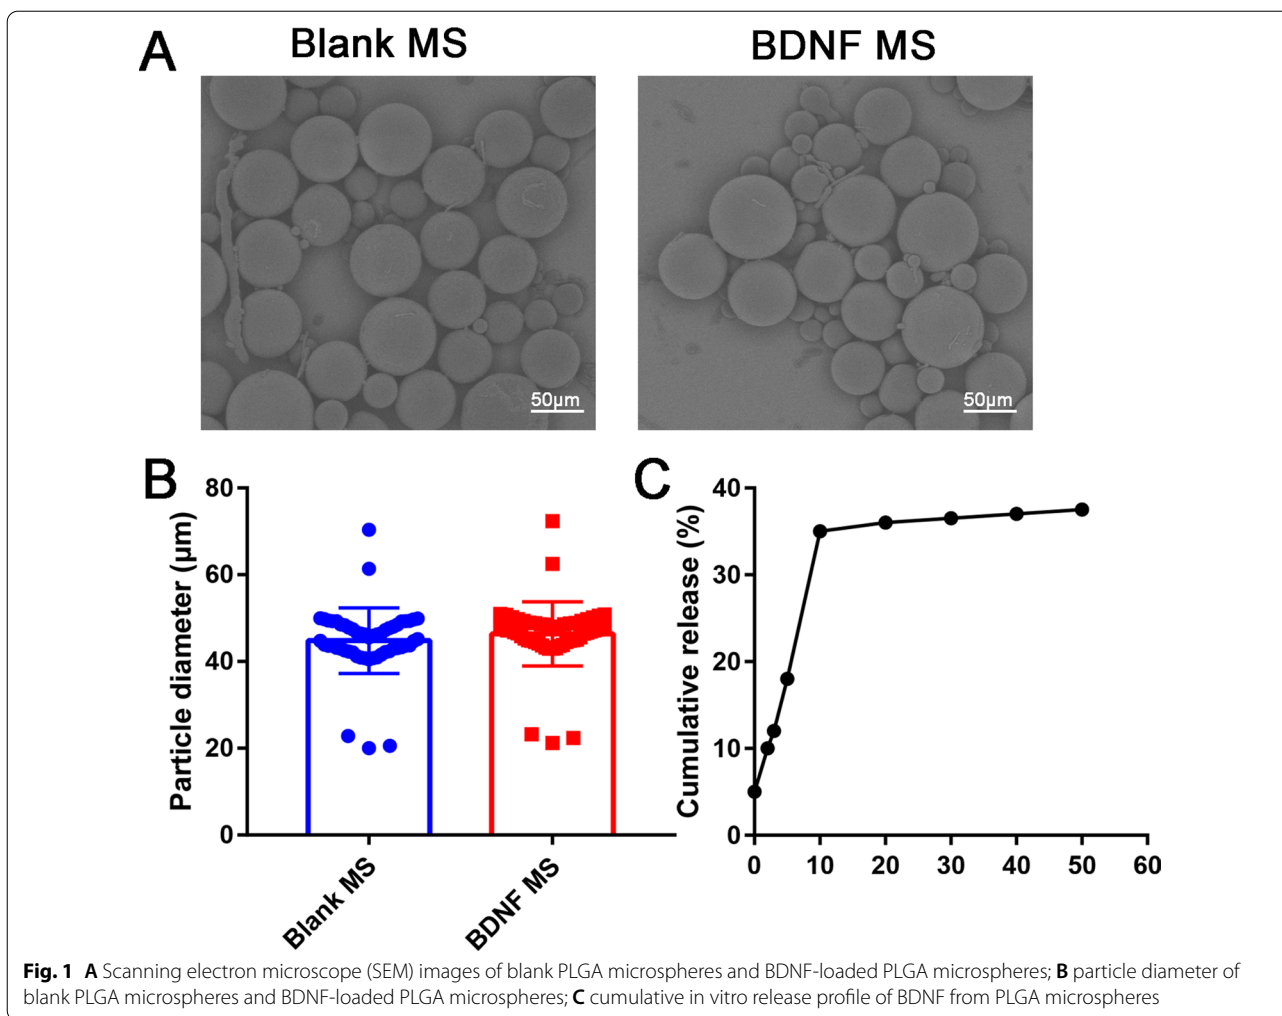 A
Blank MS
BDNF MS
50µm
50µm
B
Particle diameter (µm)
80
60
40
20
0
Blank MS
BDNF MS
C
Cumulative release (%)
40
30
20
10
0
0 10 20 30 40 50 60
Fig. 1 A Scanning electron microscope (SEM) images of blank PLGA microspheres and BDNF-loaded PLGA microspheres; B particle diameter of
blank PLGA microspheres and BDNF-loaded PLGA microspheres; C cumulative in vitro release profile of BDNF from PLGA microspheres